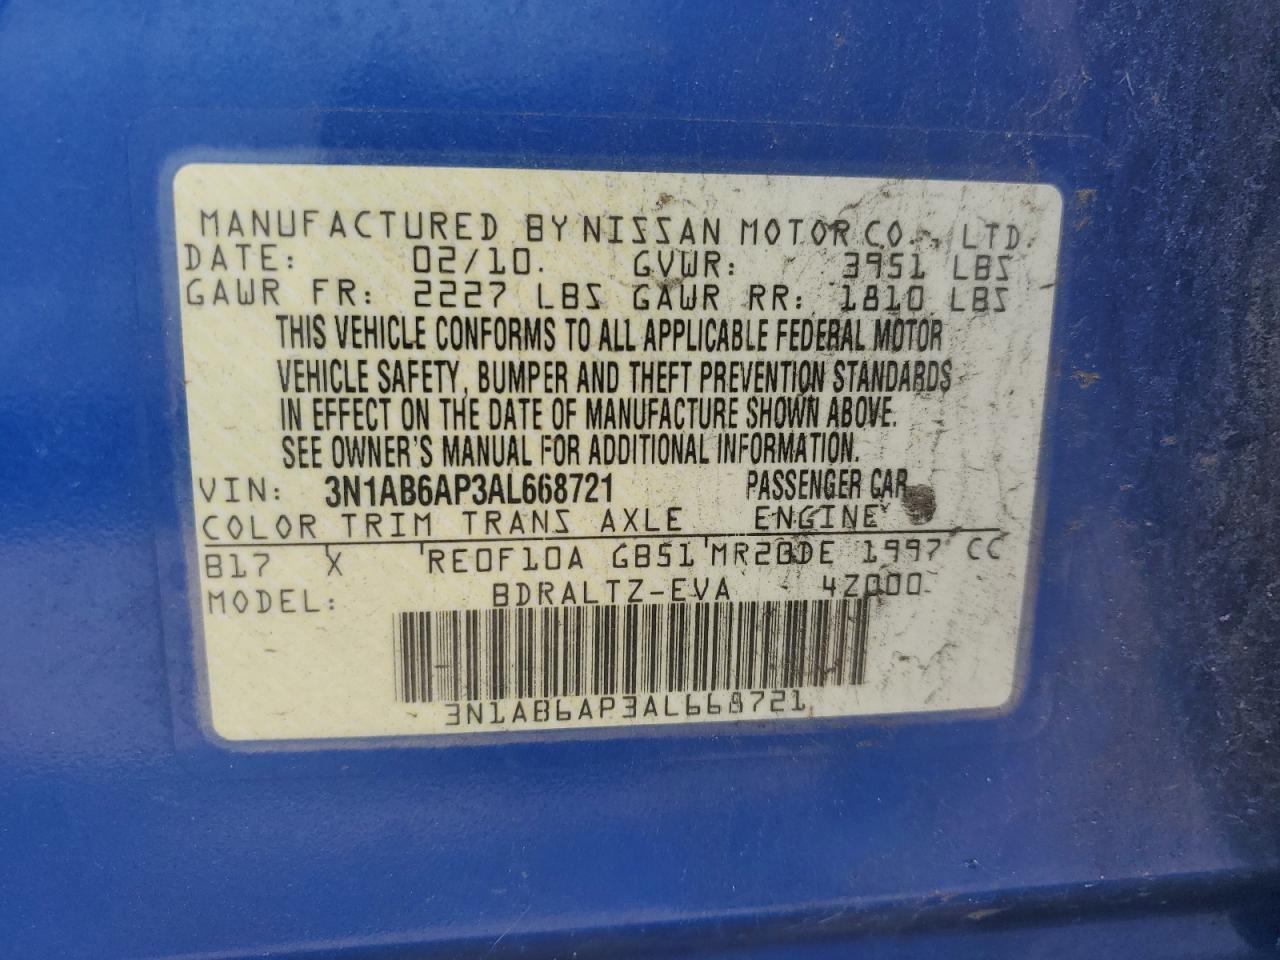 MANUFACTURED BY NISSAN MOTOR CO., LTD.
DATE: 02/10. GVWR: 3951 LBS
GAWR FR: 2227 LBS GAWR RR: 1810 LBS
THIS VEHICLE CONFORMS TO ALL APPLICABLE FEDERAL MOTOR
VEHICLE SAFETY, BUMPER AND THEFT PREVENTION STANDARDS
IN EFFECT ON THE DATE OF MANUFACTURE SHOWN ABOVE.
SEE OWNER'S MANUAL FOR ADDITIONAL INFORMATION.
VIN: 3N1AB6AP3AL668721 PASSENGER CAR
COLOR TRIM TRANS AXLE ENGINE
B17 X RE0F10A GB51 MR20DE 1997 CC
MODEL: BDRALTZ-EVA 4Z000
3N1AB6AP3AL668721